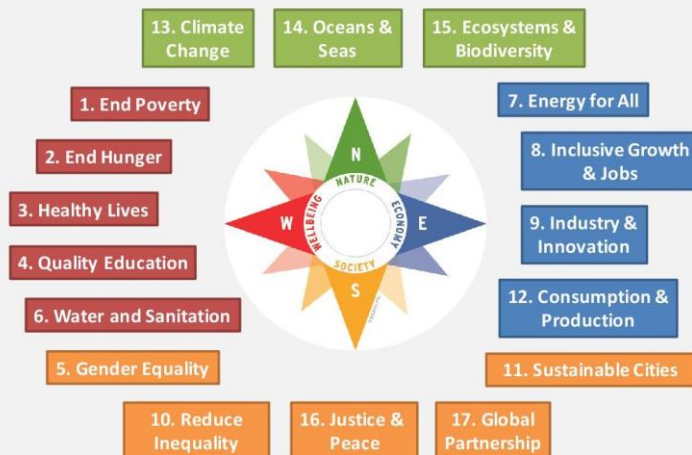 13. Climate
Change
14. Oceans &
Seas
15. Ecosystems &
Biodiversity
1. End Poverty
2. End Hunger
3. Healthy Lives
4. Quality Education
6. Water and Sanitation
5. Gender Equality
N
NATURE
W
WELLBEING
ECONOMY
E
SOCIETY
S
7. Energy for All
8. Inclusive Growth
& Jobs
9. Industry &
Innovation
12. Consumption &
Production
11. Sustainable Cities
10. Reduce
Inequality
16. Justice &
Peace
17. Global
Partnership